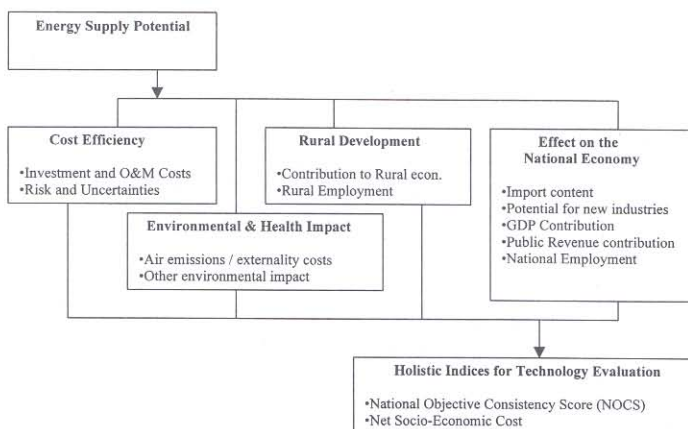 Energy Supply Potential
Cost Efficiency
•Investment and O&M Costs
•Risk and Uncertainties
Rural Development
•Contribution to Rural econ.
•Rural Employment
Effect on the
National Economy
•Import content
•Potential for new industries
•GDP Contribution
•Public Revenue contribution
•National Employment
Environmental & Health Impact
•Air emissions / externality costs
•Other environmental impact
Holistic Indices for Technology Evaluation
•National Objective Consistency Score (NOCS)
•Net Socio-Economic Cost